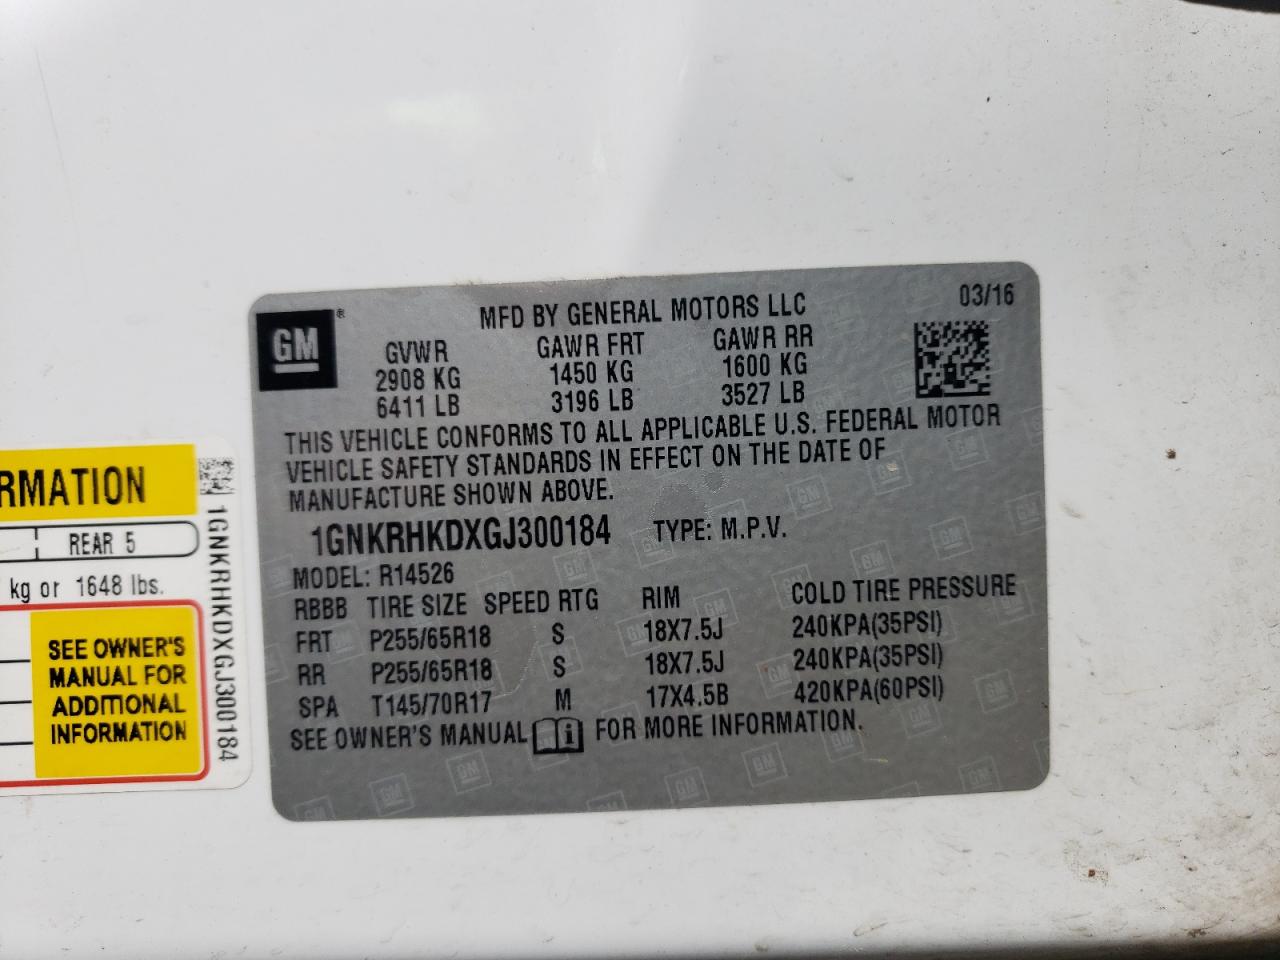 GM ®
MFD BY GENERAL MOTORS LLC 03/16
GVWR GAWR FRT GAWR RR
2908 KG 1450 KG 1600 KG
6411 LB 3196 LB 3527 LB
THIS VEHICLE CONFORMS TO ALL APPLICABLE U.S. FEDERAL MOTOR
VEHICLE SAFETY STANDARDS IN EFFECT ON THE DATE OF
MANUFACTURE SHOWN ABOVE.
1GNKRHKDXGJ300184 TYPE: M.P.V.
MODEL: R14526
RBBB TIRE SIZE SPEED RTG RIM COLD TIRE PRESSURE
FRT P255/65R18 S 18X7.5J 240KPA(35PSI)
RR P255/65R18 S 18X7.5J 240KPA(35PSI)
SPA T145/70R17 M 17X4.5B 420KPA(60PSI)
SEE OWNER'S MANUAL FOR MORE INFORMATION.
RMATION
REAR 5
kg or 1648 lbs.
SEE OWNER'S
MANUAL FOR
ADDITIONAL
INFORMATION
1GNKRHKDXGJ300184